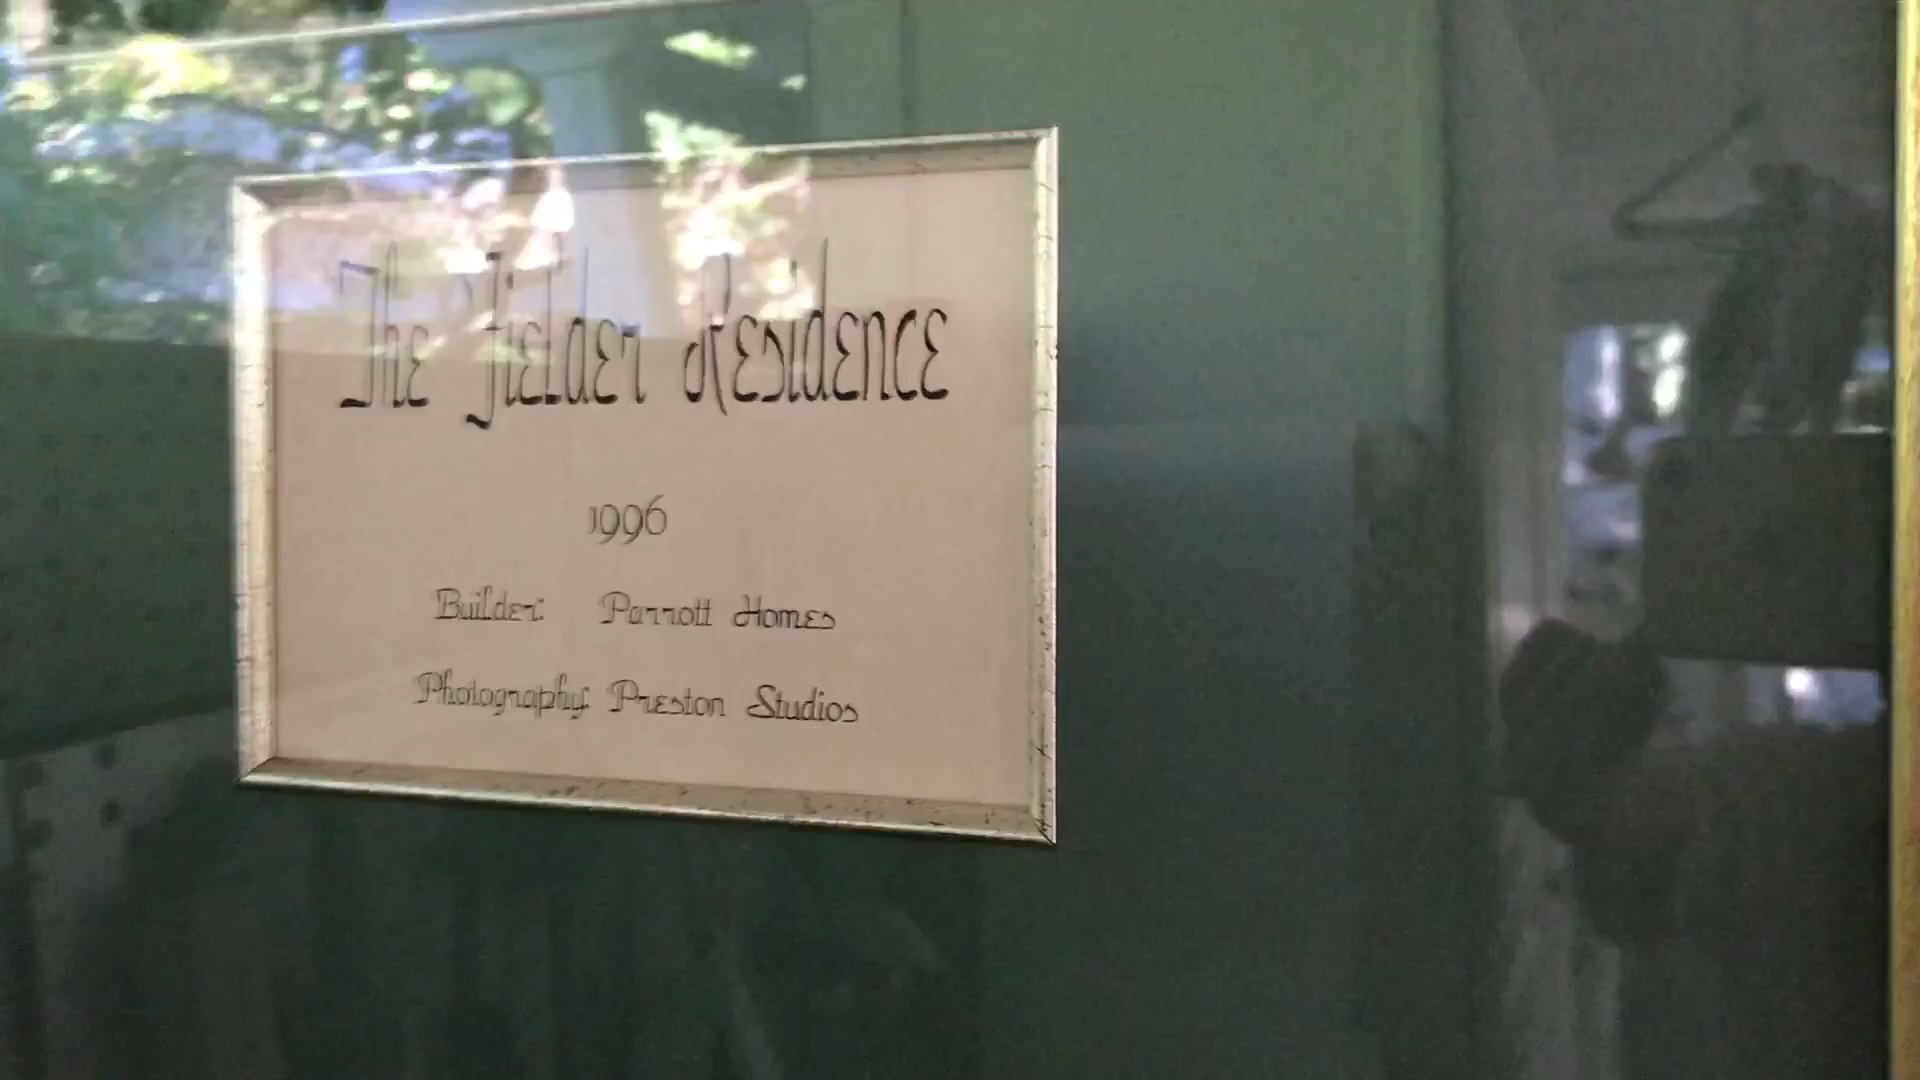 The Fielder Residence
1996
Builder: Parrott Homes
Photography: Preston Studios